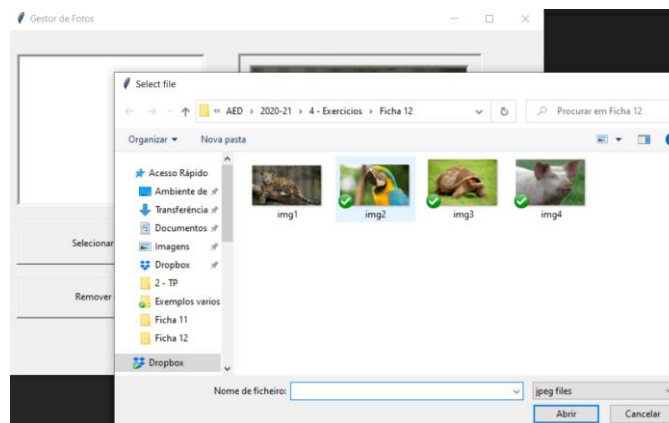 Gestor de Fotos
Select file
« AED › 2020-21 › 4 - Exercicios › Ficha 12
Procurar em Ficha 12
Organizar
Nova pasta
Acesso Rápido
Ambiente de
Transferência
Documentos
Imagens
Dropbox
2 - TP
Exemplos varios
Ficha 11
Ficha 12
Dropbox
img1
img2
img3
img4
Selecionar
Remover
Nome de ficheiro:
jpeg files
Abrir
Cancelar